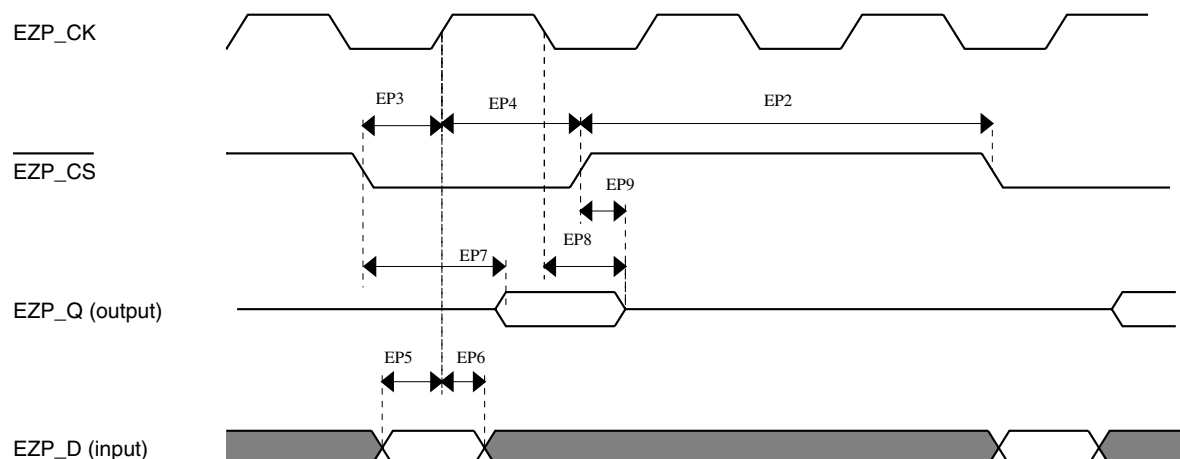 EZP_CK
EP3
EP4
EP2
EZP_CS
EP9
EP8
EP7
EZP_Q (output)
EP5
EP6
EZP_D (input)